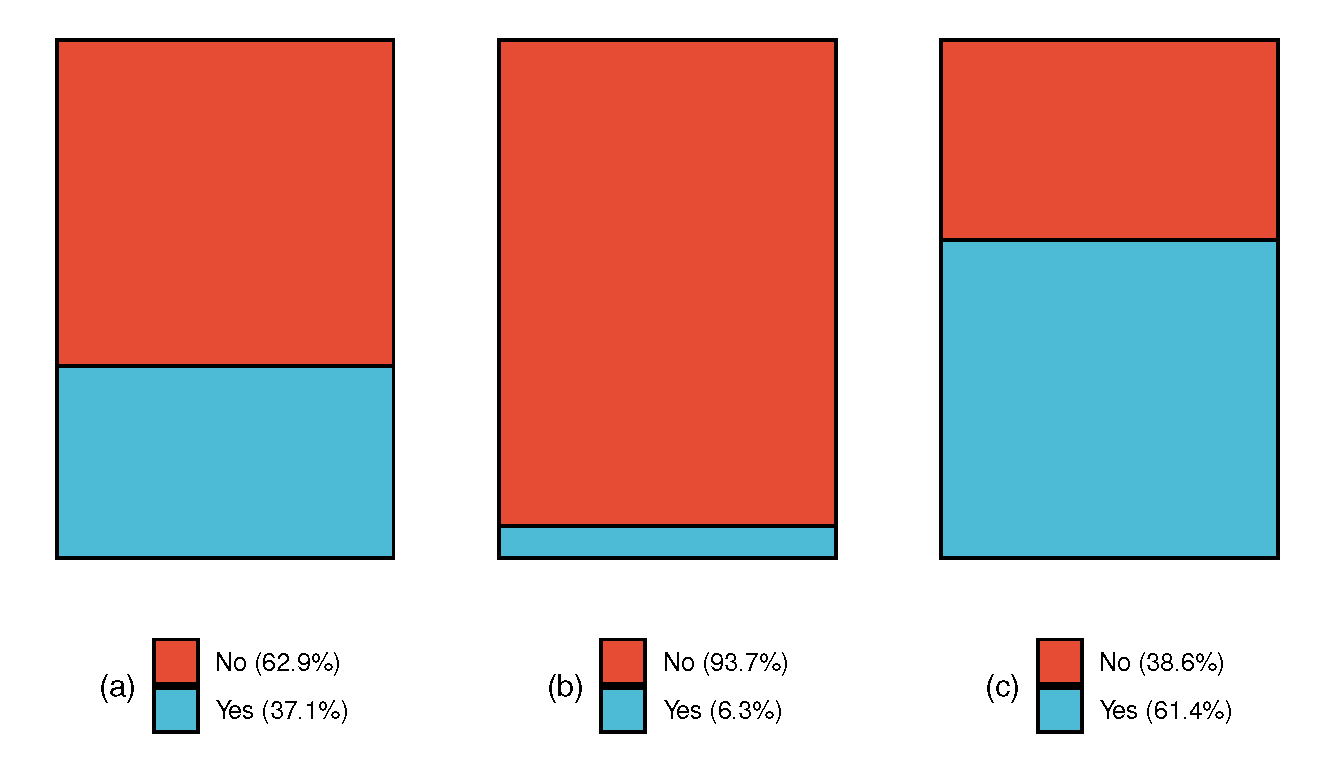 (a)
No (62.9%)
Yes (37.1%)
(b)
No (93.7%)
Yes (6.3%)
(c)
No (38.6%)
Yes (61.4%)